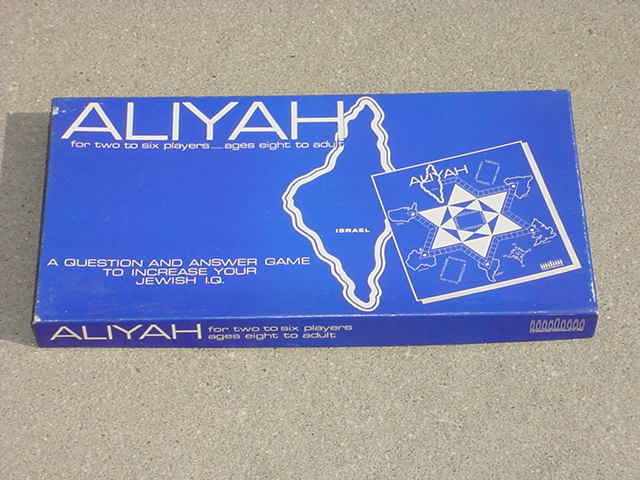 ALIYAH
for two to six players.....ages eight to adult
ALIYAH
ISRAEL
A QUESTION AND ANSWER GAME
TO INCREASE YOUR
JEWISH I.Q.
ALIYAH
for two to six players
ages eight to adult